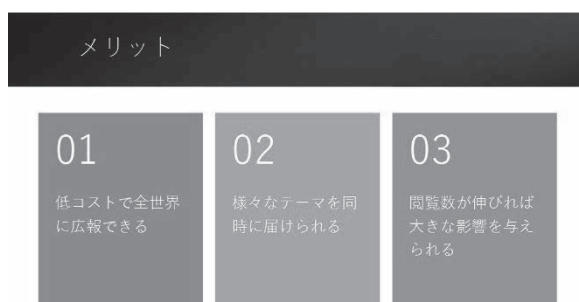 メリット
01
低コストで全世界
に広報できる
02
様々なテーマを同
時に届けられる
03
閲覧数が伸びれば
大きな影響を与え
られる